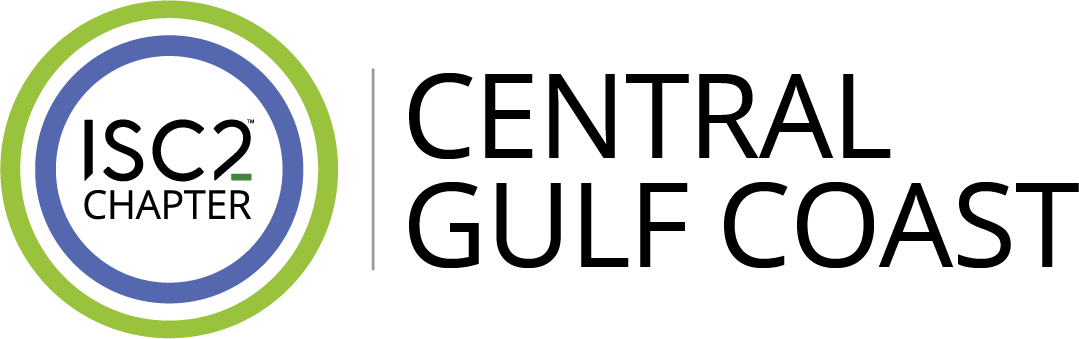 ISC2™
CHAPTER
CENTRAL
GULF COAST